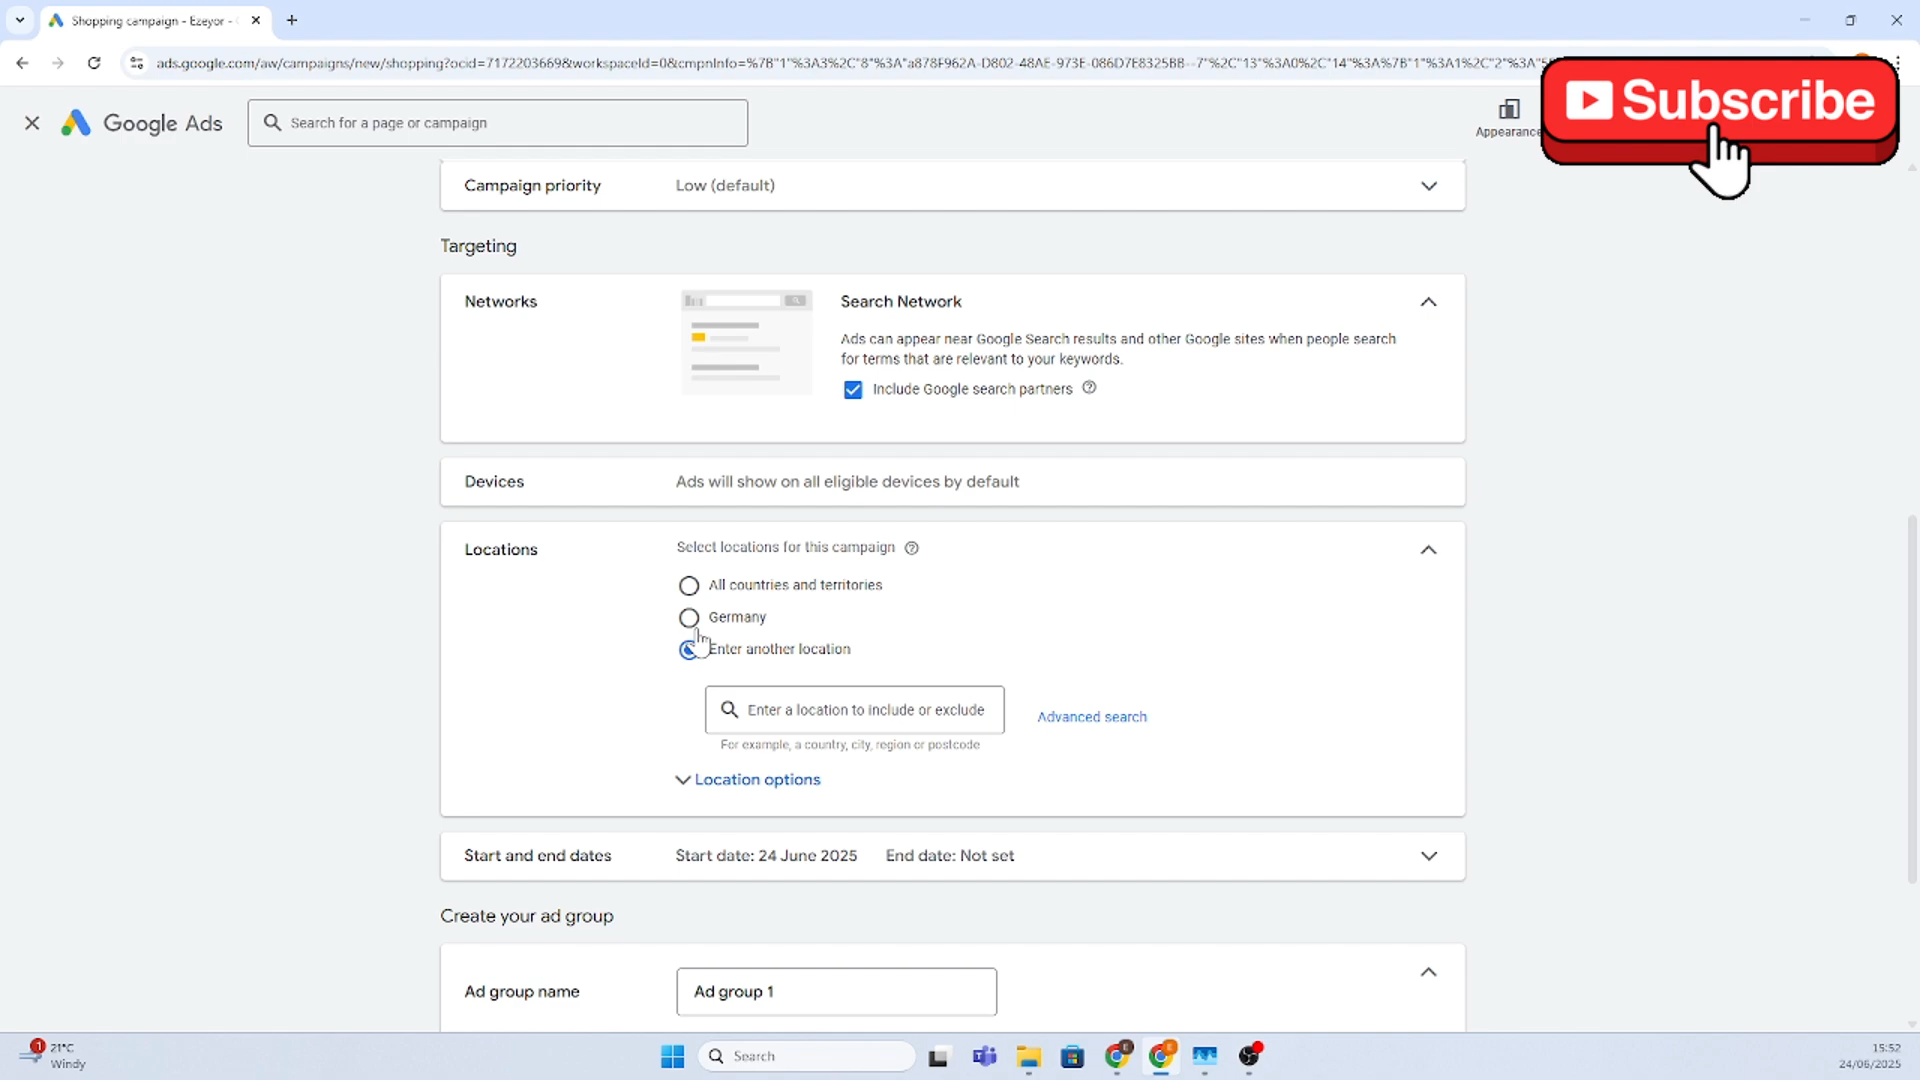 Shopping campaign - Ezeyor -
ads.google.com/aw/campaigns/new/shopping?ocid=7172203669&workspaceId=0&cmpnInfo=%7B"1"%3A3%2C"8"%3A"a878F962A-D802-48AE-973E-086D7E8325BB--7"%2C"13"%3A0%2C"14"%3A%7B"1"%3A1%2C"2"%3A"5
Subscribe
Google Ads
Search for a page or campaign
Appearance
Campaign priority
Low (default)
Targeting
Networks
Search Network
Ads can appear near Google Search results and other Google sites when people search
for terms that are relevant to your keywords.
Include Google search partners
Devices
Ads will show on all eligible devices by default
Locations
Select locations for this campaign
All countries and territories
Germany
Enter another location
Enter a location to include or exclude
Advanced search
For example, a country, city, region or postcode
Location options
Start and end dates
Start date: 24 June 2025
End date: Not set
Create your ad group
Ad group name
Ad group 1
1
21°C
Windy
Search
15:52
24/06/2025